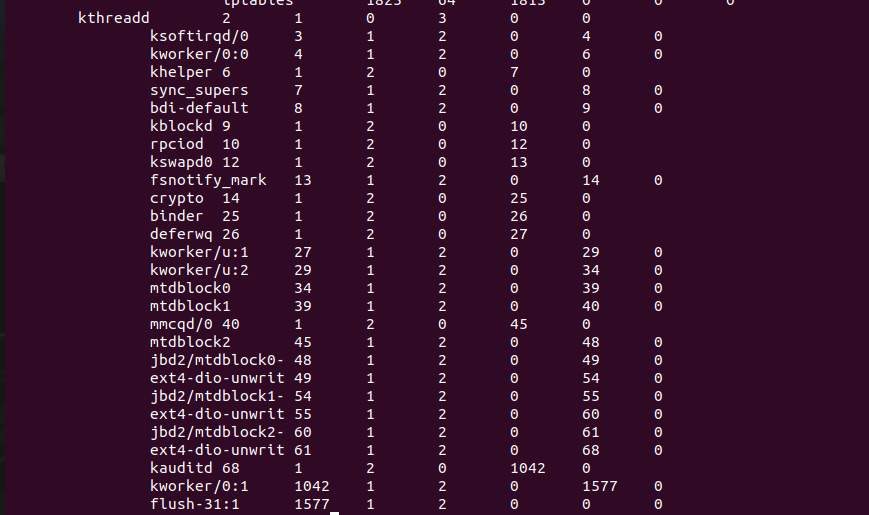 iptables 1823 64 1813 0 0 0
kthreadd 2 1 0 3 0 0
ksoftirqd/0 3 1 2 0 4 0
kworker/0:0 4 1 2 0 6 0
khelper 6 1 2 0 7 0
sync_supers 7 1 2 0 8 0
bdi-default 8 1 2 0 9 0
kblockd 9 1 2 0 10 0
rpciod 10 1 2 0 12 0
kswapd0 12 1 2 0 13 0
fsnotify_mark 13 1 2 0 14 0
crypto 14 1 2 0 25 0
binder 25 1 2 0 26 0
deferwq 26 1 2 0 27 0
kworker/u:1 27 1 2 0 29 0
kworker/u:2 29 1 2 0 34 0
mtdblock0 34 1 2 0 39 0
mtdblock1 39 1 2 0 40 0
mmcqd/0 40 1 2 0 45 0
mtdblock2 45 1 2 0 48 0
jbd2/mtdblock0- 48 1 2 0 49 0
ext4-dio-unwrit 49 1 2 0 54 0
jbd2/mtdblock1- 54 1 2 0 55 0
ext4-dio-unwrit 55 1 2 0 60 0
jbd2/mtdblock2- 60 1 2 0 61 0
ext4-dio-unwrit 61 1 2 0 68 0
kauditd 68 1 2 0 1042 0
kworker/0:1 1042 1 2 0 1577 0
flush-31:1 1577 1 2 0 0 0